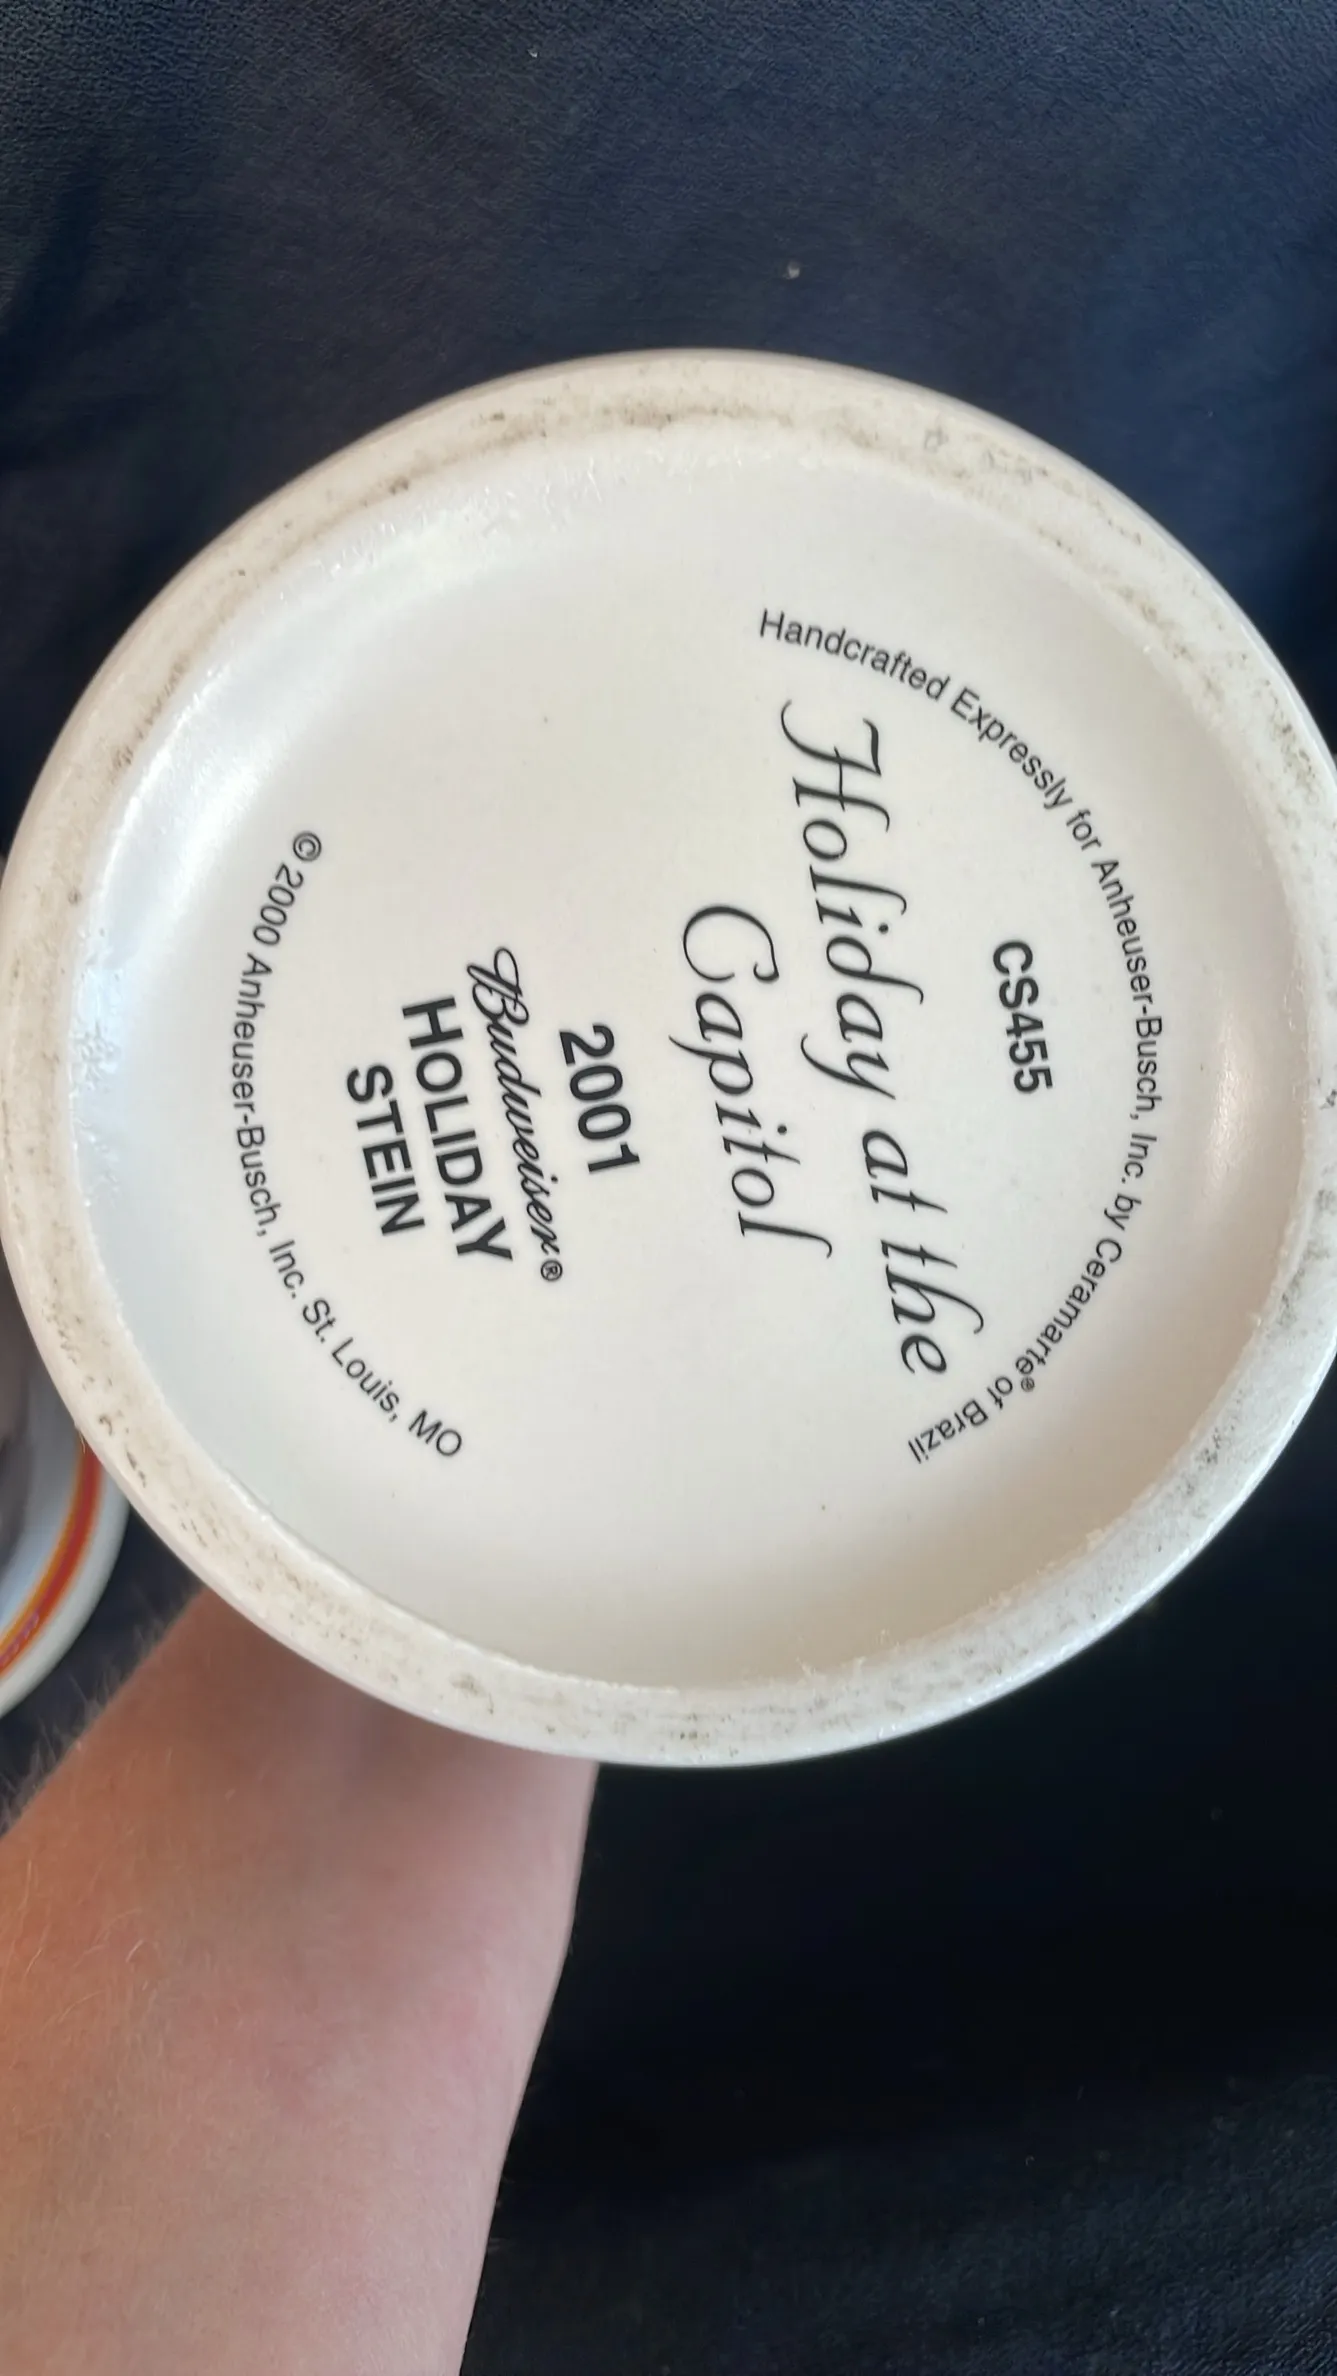 Handcrafted Expressly for Anheuser-Busch, Inc. by Ceramarte® of Brazil
CS455
Holiday at the
Capitol
2001
Budweiser®
HOLIDAY
STEIN
© 2000 Anheuser-Busch, Inc. St. Louis, MO